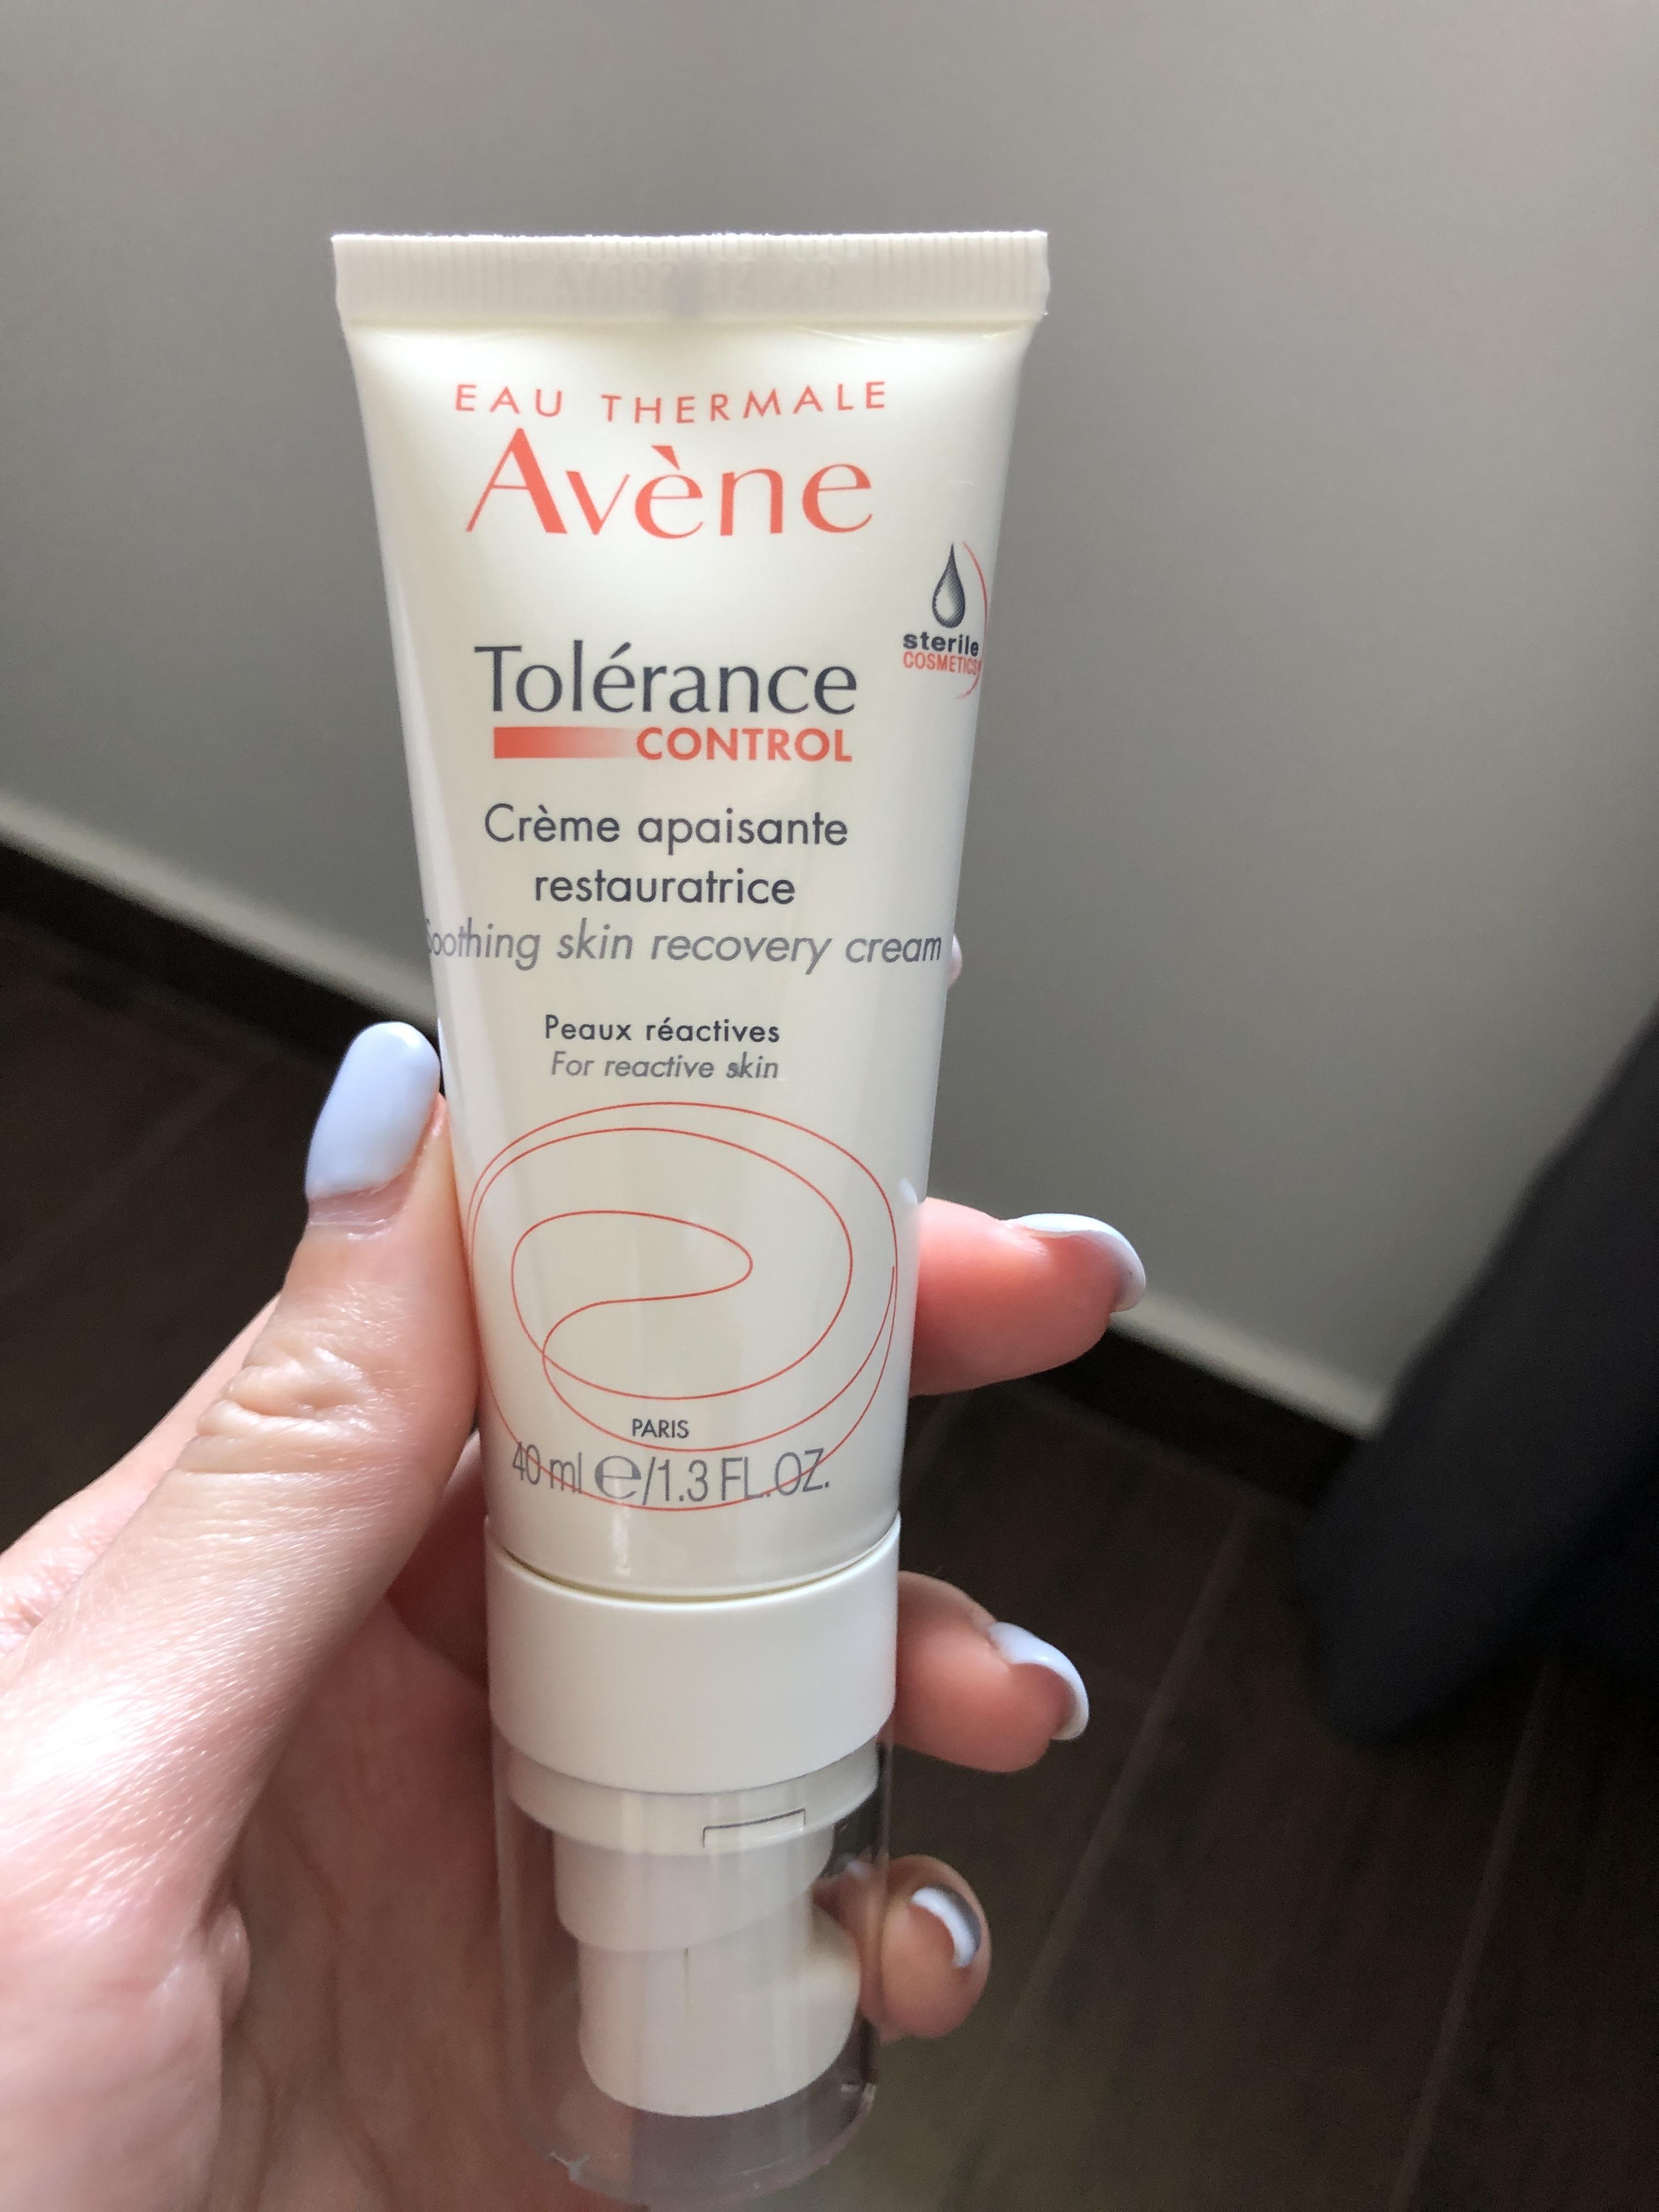 EAU THERMALE
Avène
sterile
COSMETICS
Tolérance
CONTROL
Crème apaisante
restauratrice
Soothing skin recovery cream
Peaux réactives
For reactive skin
PARIS
40 ml e/1.3 FL.OZ.